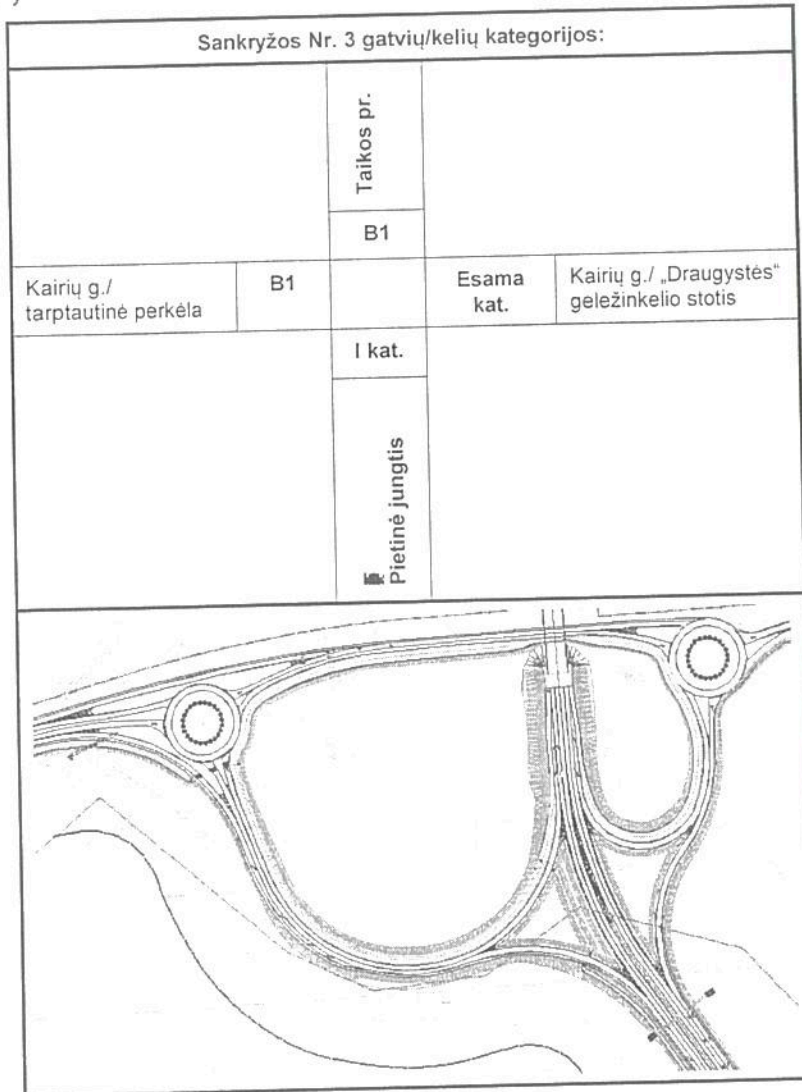 Sankryžos Nr. 3 gatvių/kelių kategorijos:
Taikos pr.
B1
Kairių g./
tarptautinė perkėla
B1
Esama
kat.
Kairių g./ „Draugystės“
geležinkelio stotis
I kat.
Pietinė jungtis